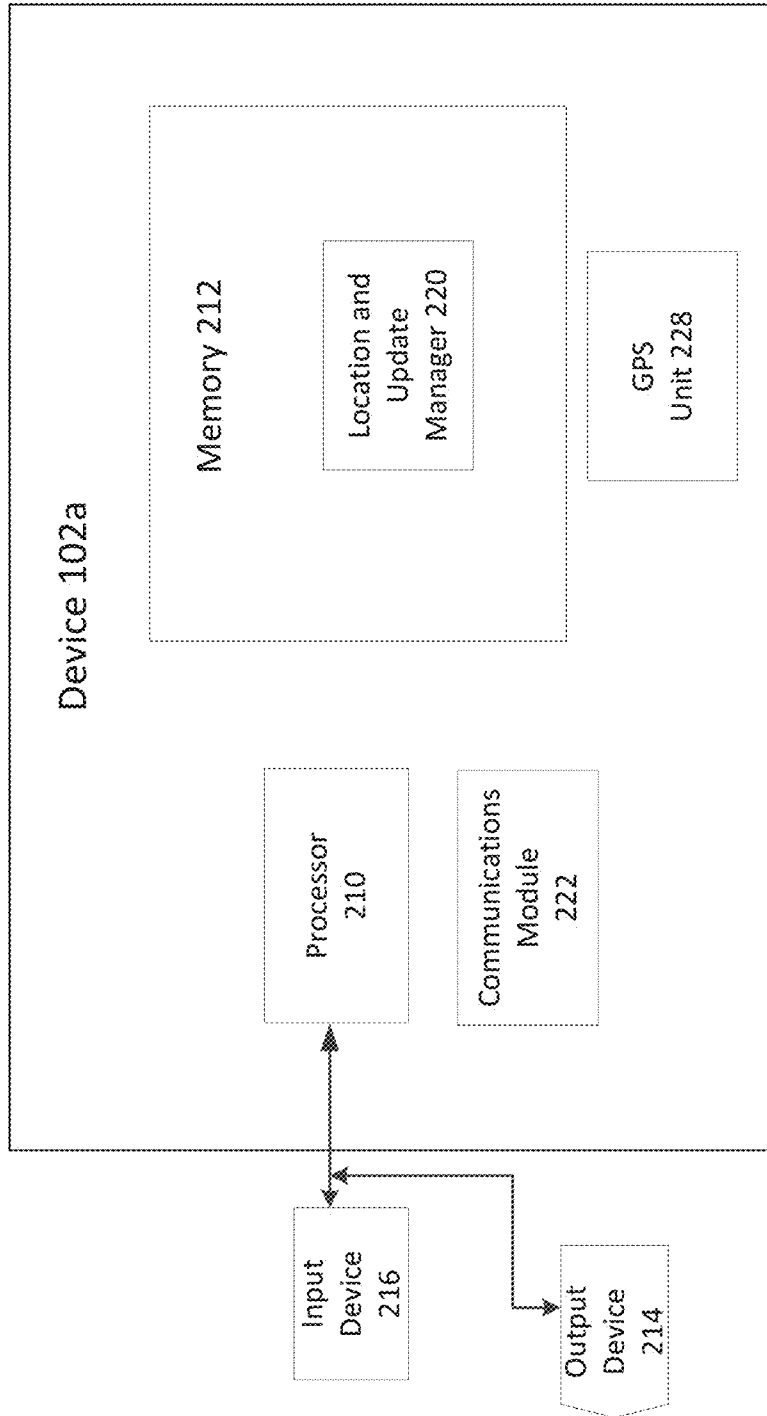 Device 102a
Memory 212
Location and
Update
Manager 220
GPS
Unit 228
Processor
210
Communications
Module
222
Input
Device
216
Output
Device
214